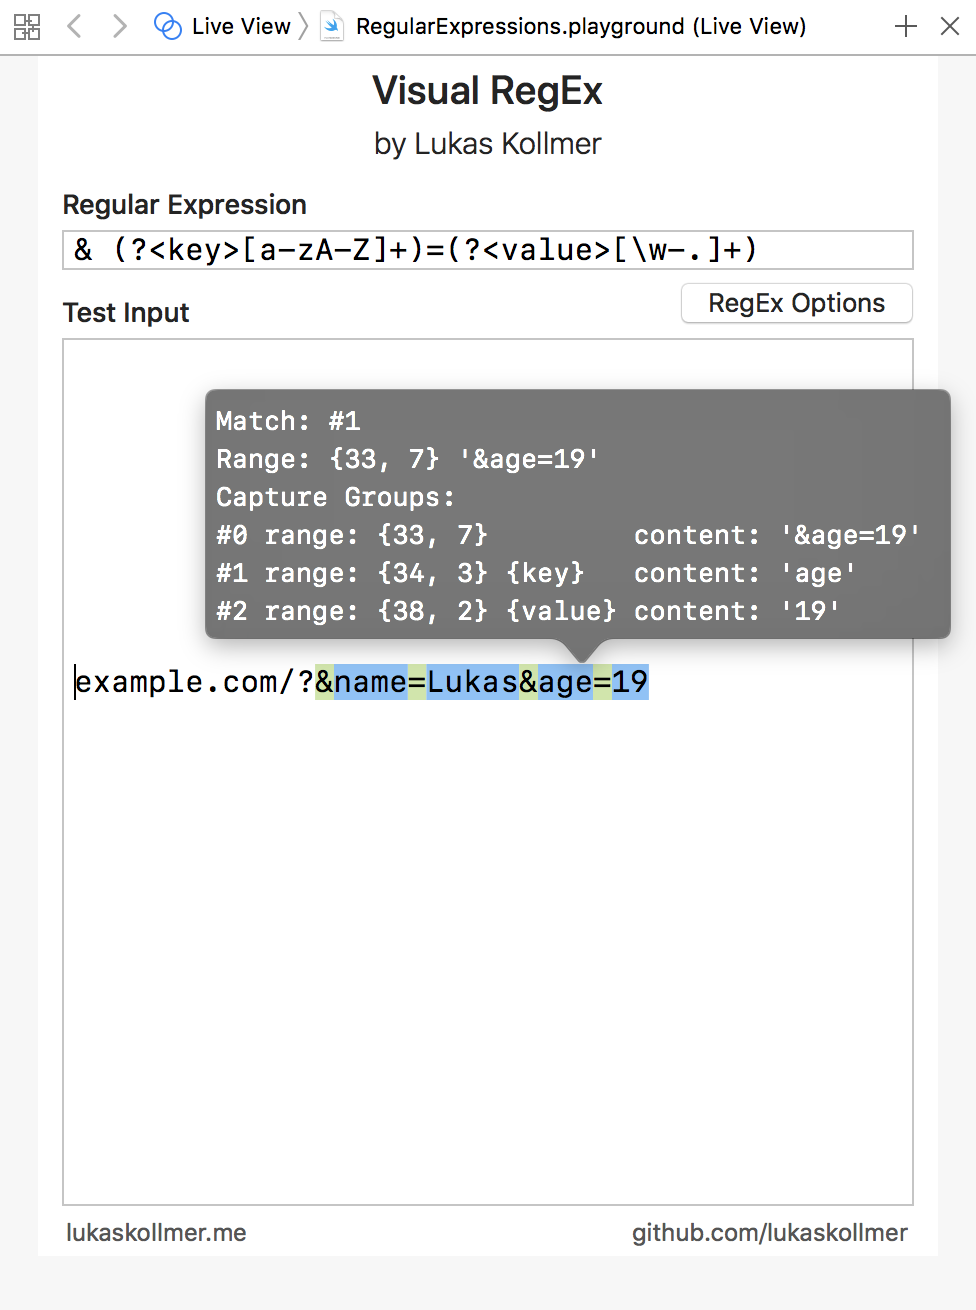 Live View RegularExpressions.playground (Live View)
Visual RegEx
by Lukas Kollmer
Regular Expression
& (?<key>[a-zA-Z]+)=(?<value>[\w-.]+)
Test Input
RegEx Options
Match: #1
Range: {33, 7} '&age=19'
Capture Groups:
#0 range: {33, 7} content: '&age=19'
#1 range: {34, 3} {key} content: 'age'
#2 range: {38, 2} {value} content: '19'
example.com/?&name=Lukas&age=19
lukaskollmer.me
github.com/lukaskollmer